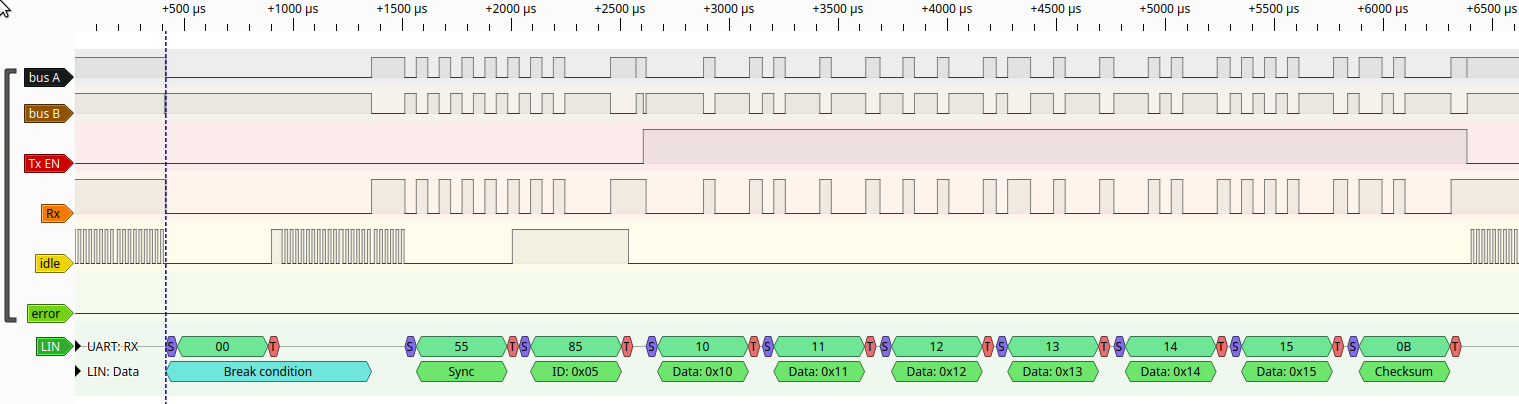 +500 µs +1000 µs +1500 µs +2000 µs +2500 µs +3000 µs +3500 µs +4000 µs +4500 µs +5000 µs +5500 µs +6000 µs +6500 µs
bus A
bus B
Tx EN
Rx
idle
error
LIN UART: RX S 00 T S 55 T S 85 T S 10 T S 11 T S 12 T S 13 T S 14 T S 15 T S 0B T
LIN: Data Break condition Sync ID: 0x05 Data: 0x10 Data: 0x11 Data: 0x12 Data: 0x13 Data: 0x14 Data: 0x15 Checksum